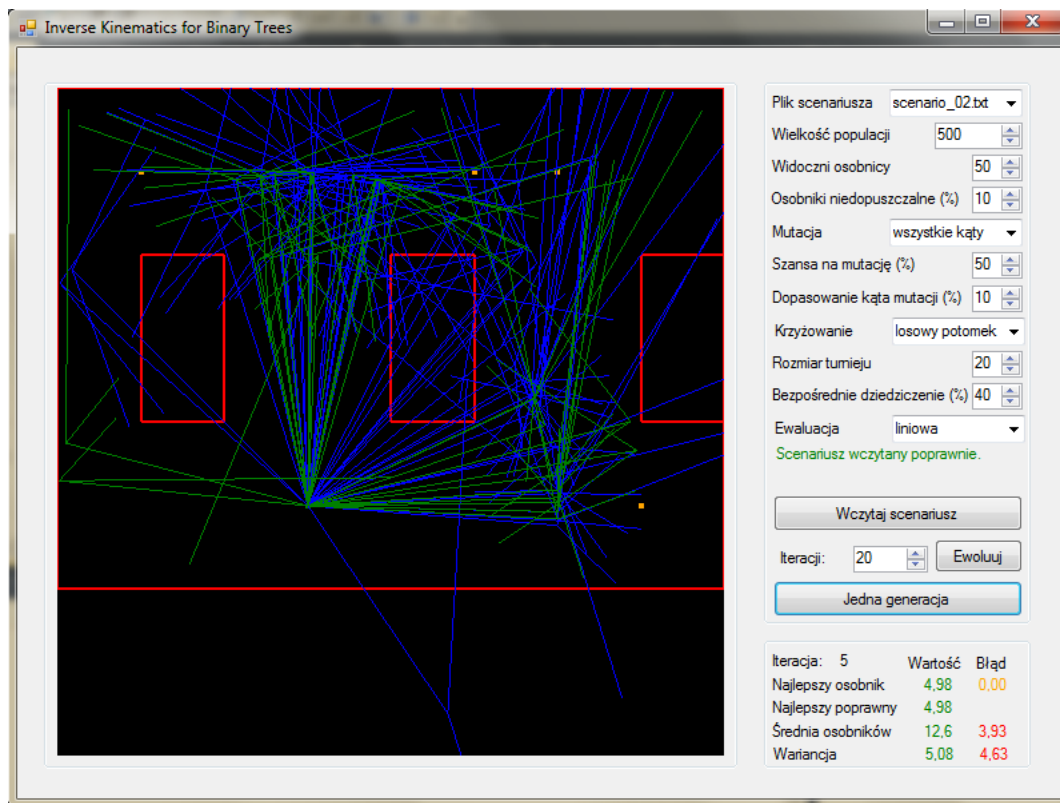 Inverse Kinematics for Binary Trees
Plik scenariusza scenario_02.txt
Wielkość populacji 500
Widoczni osobnicy 50
Osobniki niedopuszczalne (%) 10
Mutacja wszystkie kąty
Szansa na mutację (%) 50
Dopasowanie kąta mutacji (%) 10
Krzyżowanie losowy potomek
Rozmiar turnieju 20
Bezpośrednie dziedziczenie (%) 40
Ewaluacja liniowa
Scenariusz wczytany poprawnie.
Wczytaj scenariusz
Iteracji: 20 Ewoluuj
Jedna generacja
Iteracja: 5 Wartość Błąd
Najlepszy osobnik 4,98 0,00
Najlepszy poprawny 4,98
Średnia osobników 12,6 3,93
Wariancja 5,08 4,63